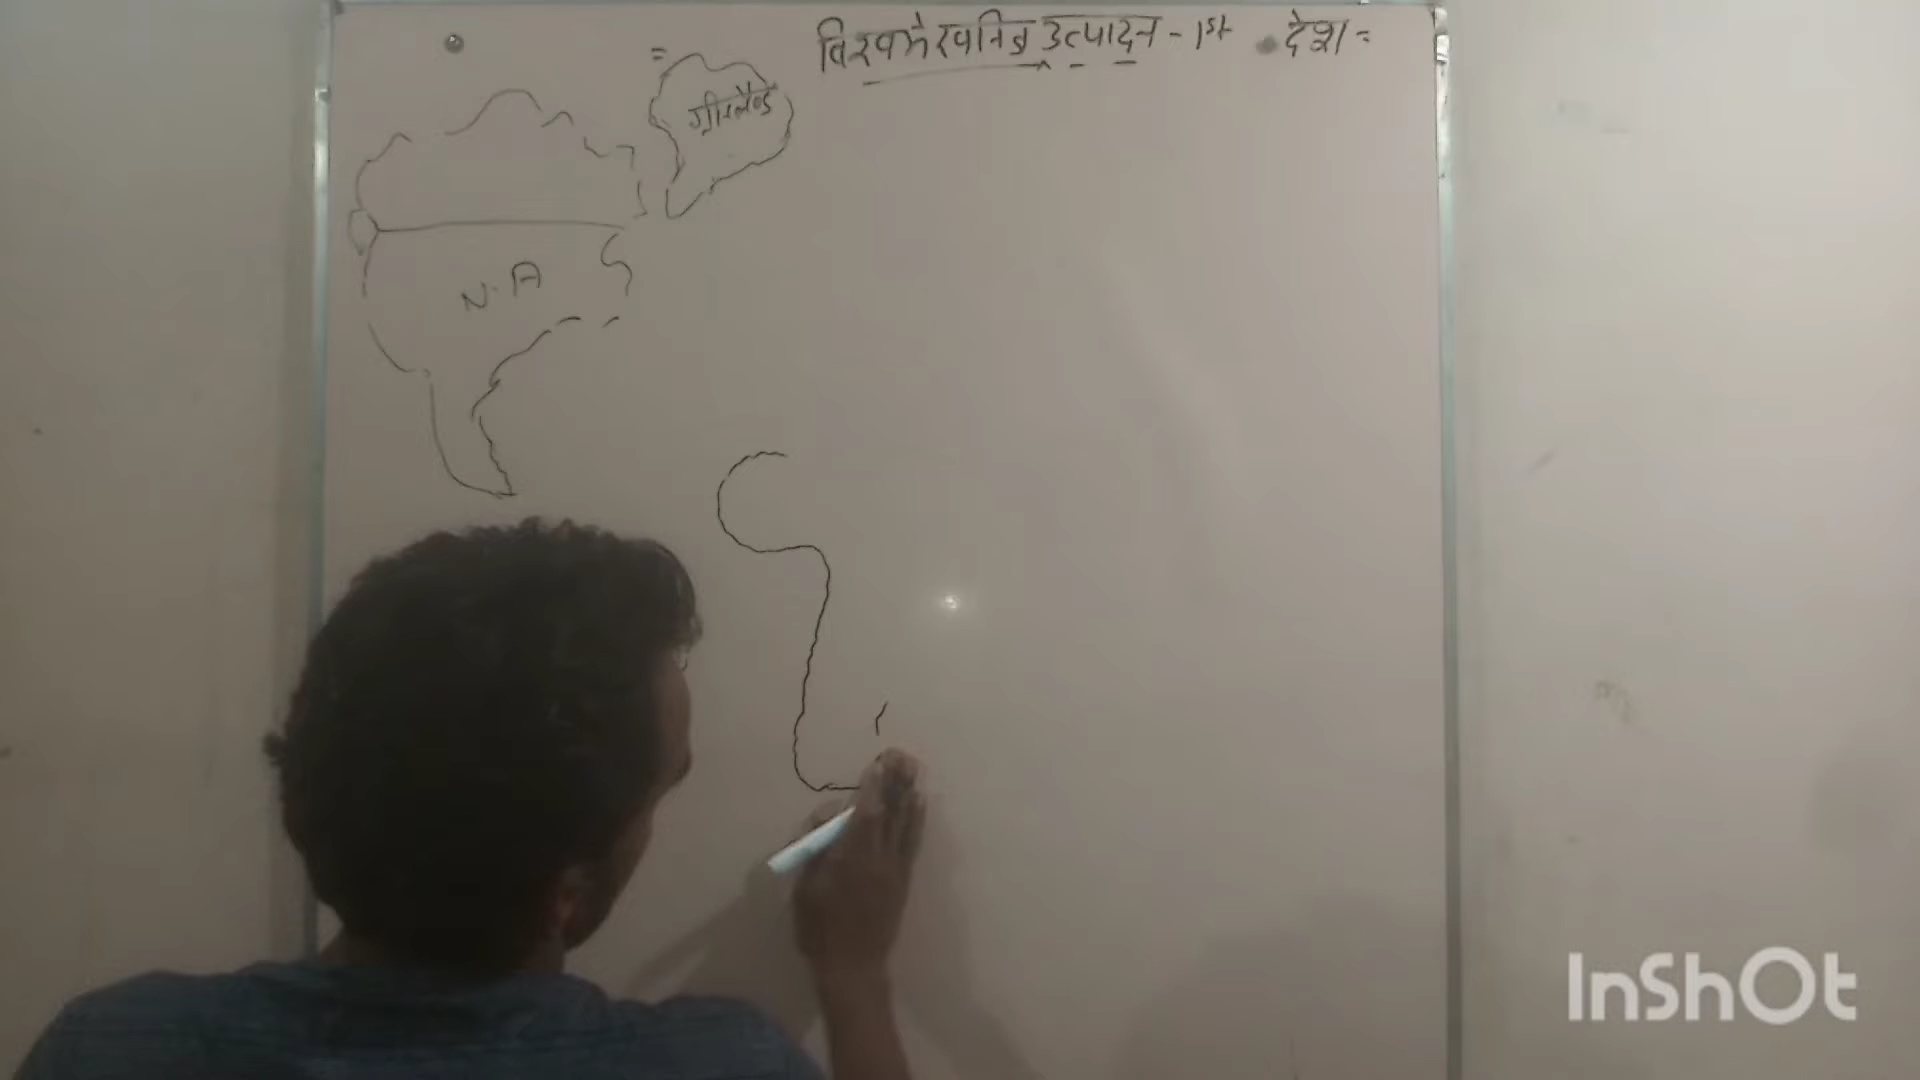 विश्व मे खनिज उत्पादन - 1st देश =
=
ग्रीनलैण्ड
N.A
InShOt